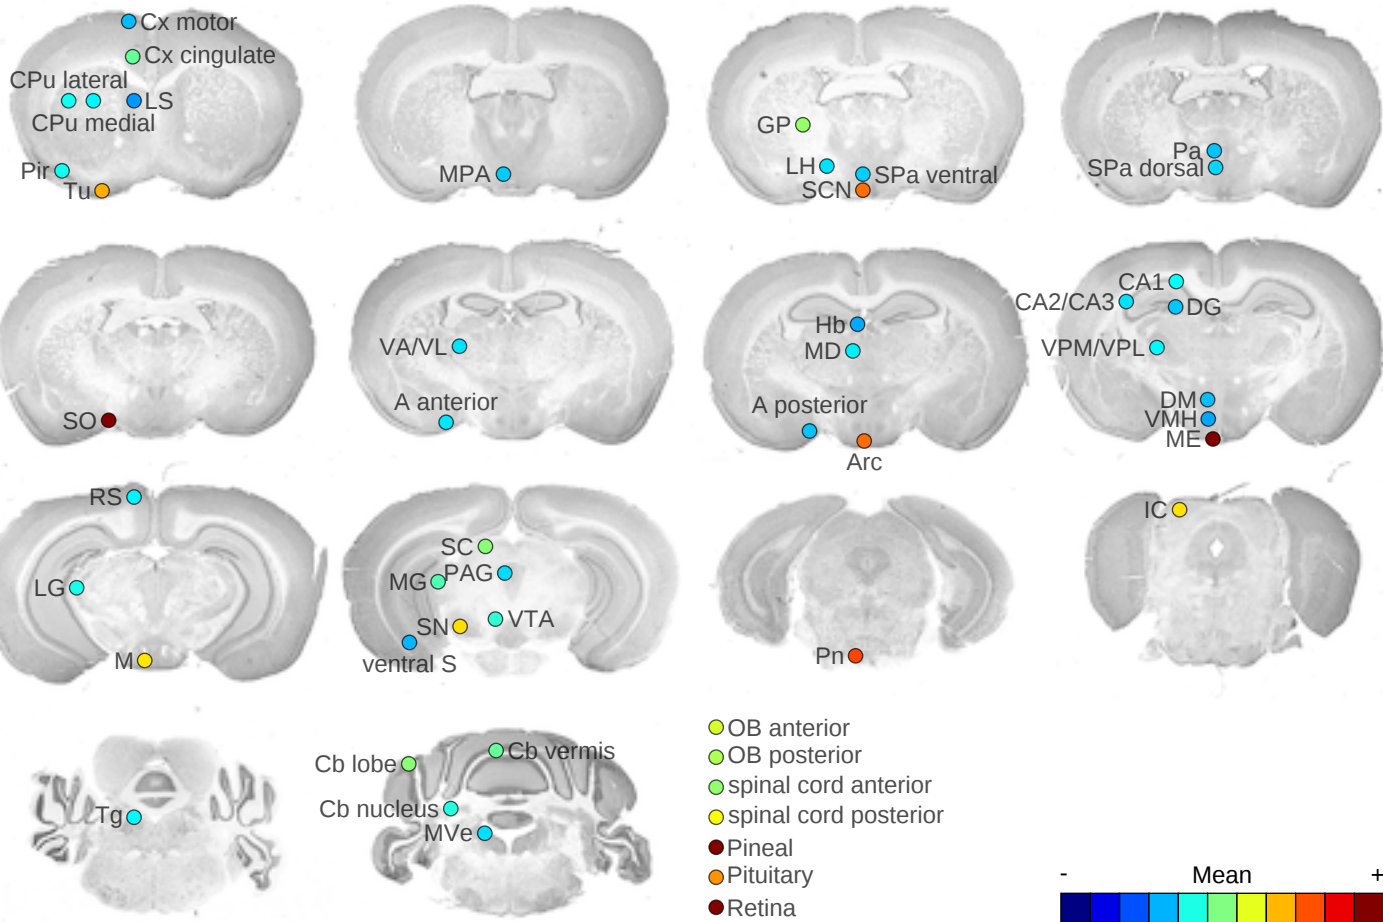 Cx motor
Cx cingulate
CPu lateral
LS
CPu medial
Pir
Tu
MPA
GP
LH
SPa ventral
SCN
Pa
SPa dorsal
SO
VA/VL
A anterior
Hb
MD
A posterior
Arc
CA1
CA2/CA3
DG
VPM/VPL
DM
VMH
ME
RS
LG
M
SC
MG
PAG
SN
VTA
ventral S
Pn
IC
Tg
Cb lobe
Cb vermis
Cb nucleus
MVe
OB anterior
OB posterior
spinal cord anterior
spinal cord posterior
Pineal
Pituitary
Retina
- Mean +